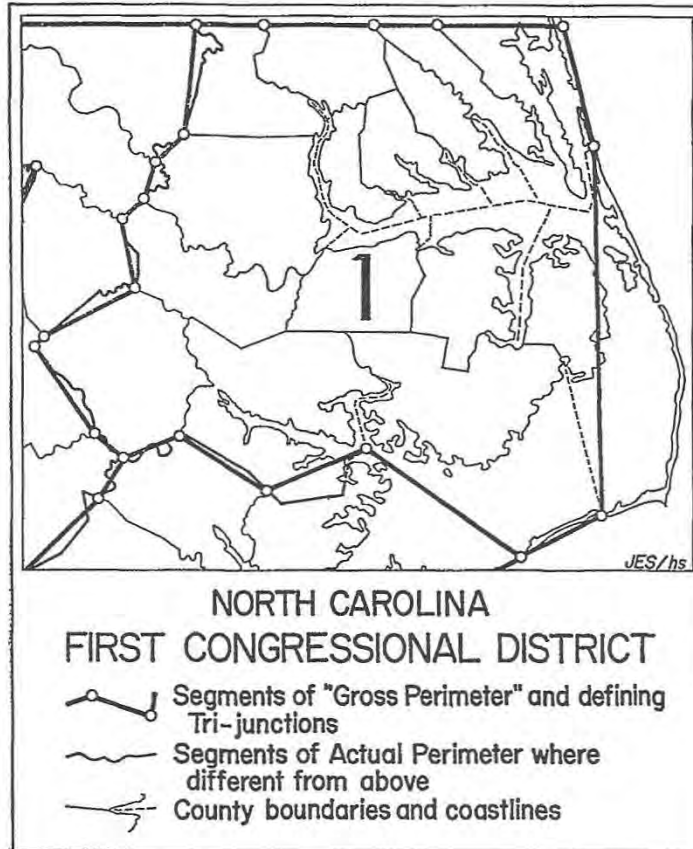 1
JES/hs
NORTH CAROLINA
FIRST CONGRESSIONAL DISTRICT
Segments of "Gross Perimeter" and defining
Tri-junctions
Segments of Actual Perimeter where
different from above
County boundaries and coastlines